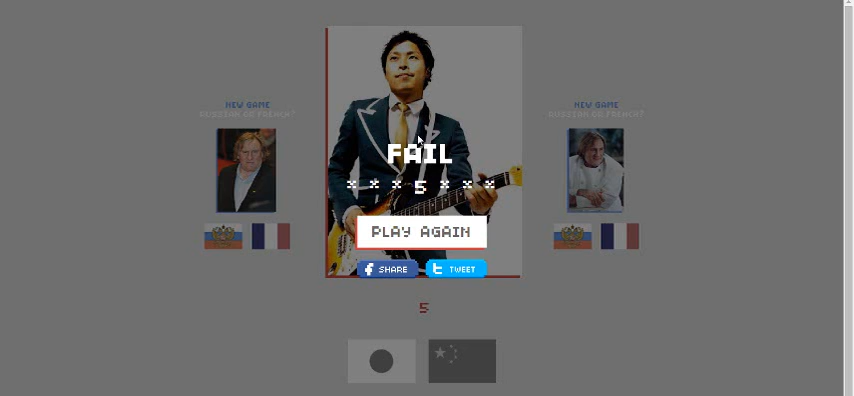 NEW GAME
RUSSIAN OR FRENCH?
NEW GAME
RUSSIAN OR FRENCH?
FAIL
* * * 5 * * *
PLAY AGAIN
SHARE
TWEET
5